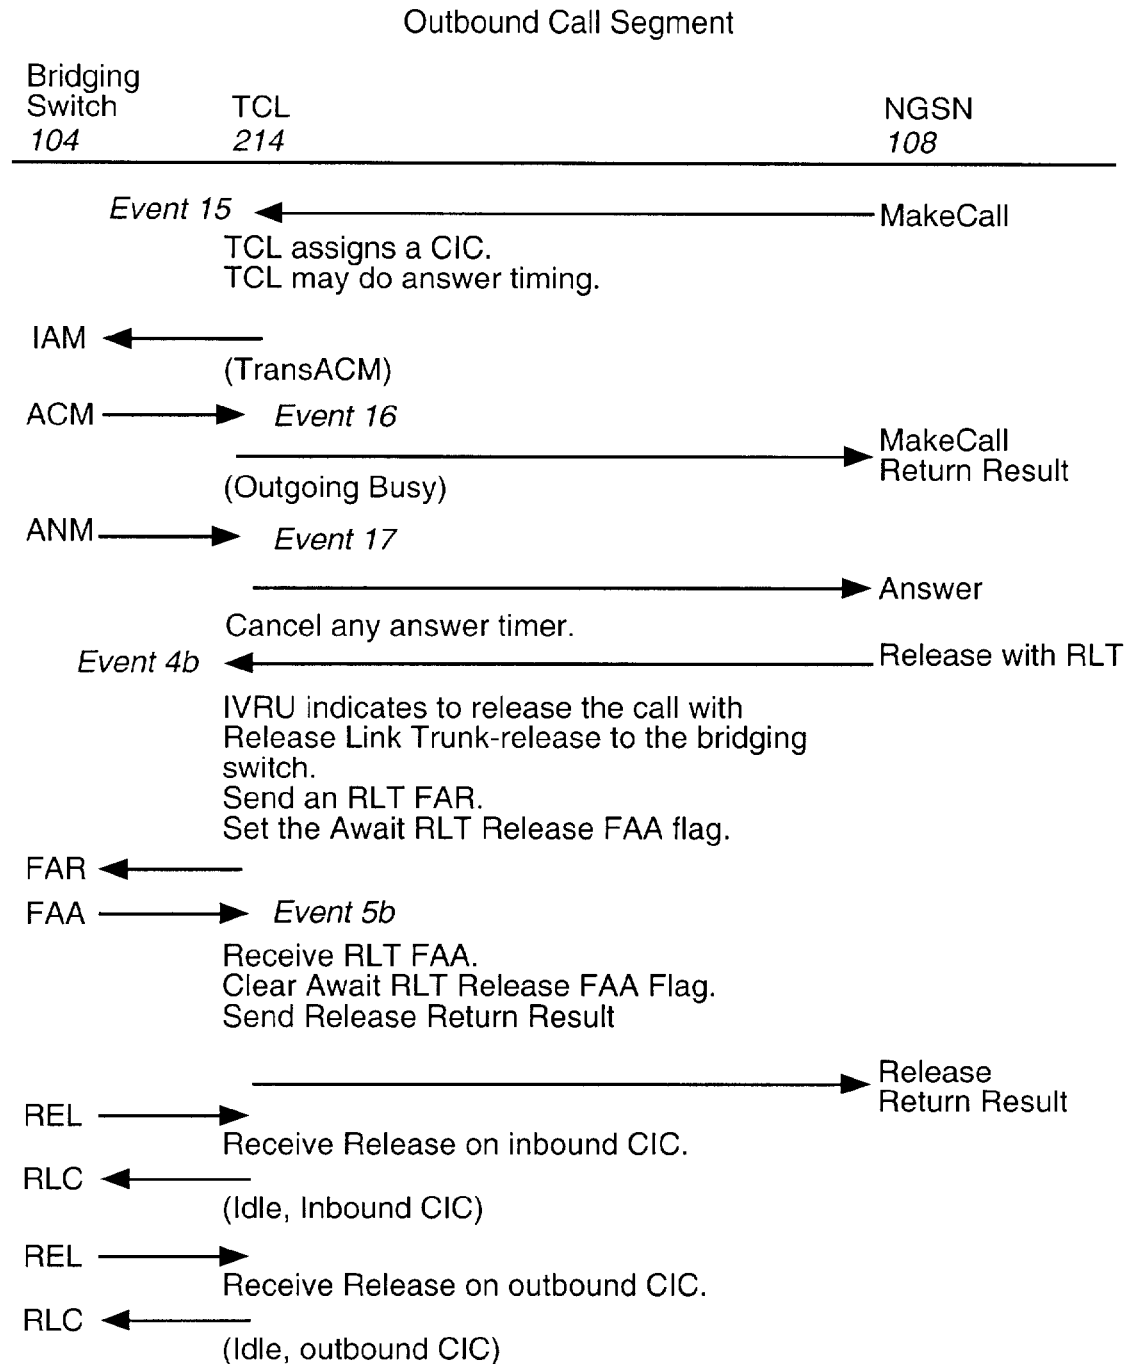 Outbound Call Segment
Bridging
Switch TCL NGSN
104 214 108
Event 15 MakeCall
TCL assigns a CIC.
TCL may do answer timing.
IAM
(TransACM)
ACM Event 16
MakeCall
Return Result
(Outgoing Busy)
ANM Event 17
Answer
Cancel any answer timer.
Event 4b Release with RLT
IVRU indicates to release the call with
Release Link Trunk-release to the bridging
switch.
Send an RLT FAR.
Set the Await RLT Release FAA flag.
FAR
FAA Event 5b
Receive RLT FAA.
Clear Await RLT Release FAA Flag.
Send Release Return Result
Release
Return Result
REL
Receive Release on inbound CIC.
RLC
(Idle, Inbound CIC)
REL
Receive Release on outbound CIC.
RLC
(Idle, outbound CIC)